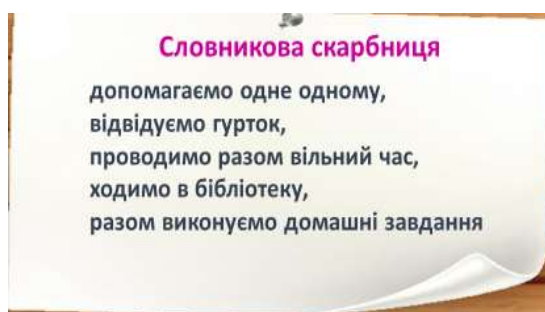 Словникова скарбниця
допомагаємо одне одному,
відвідуємо гурток,
проводимо разом вільний час,
ходимо в бібліотеку,
разом виконуємо домашні завдання